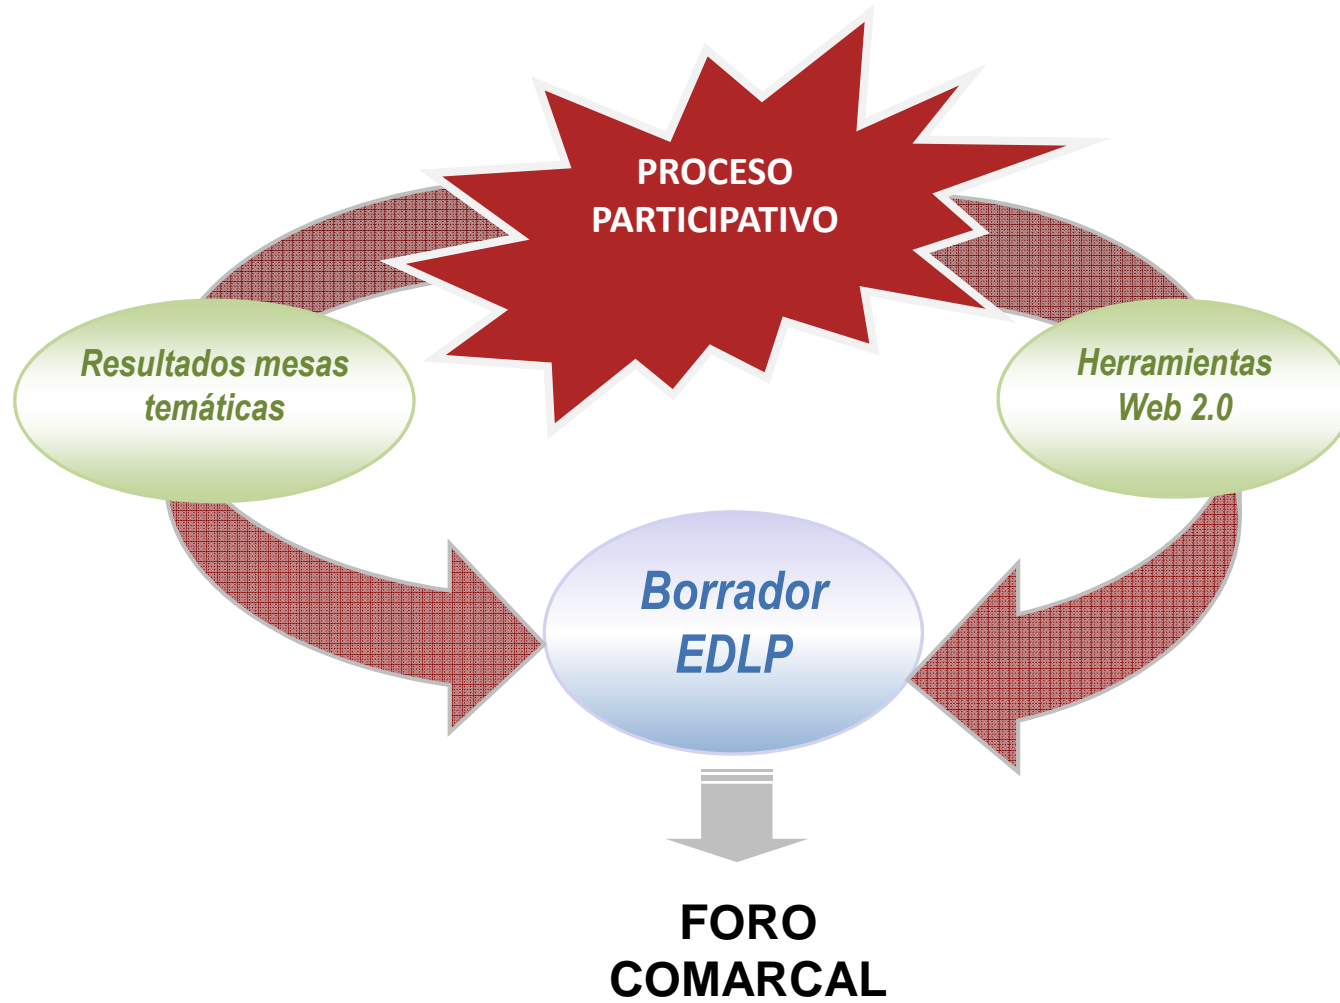 PROCESO
PARTICIPATIVO
Resultados mesas
temáticas
Herramientas
Web 2.0
Borrador
EDLP
FORO
COMARCAL